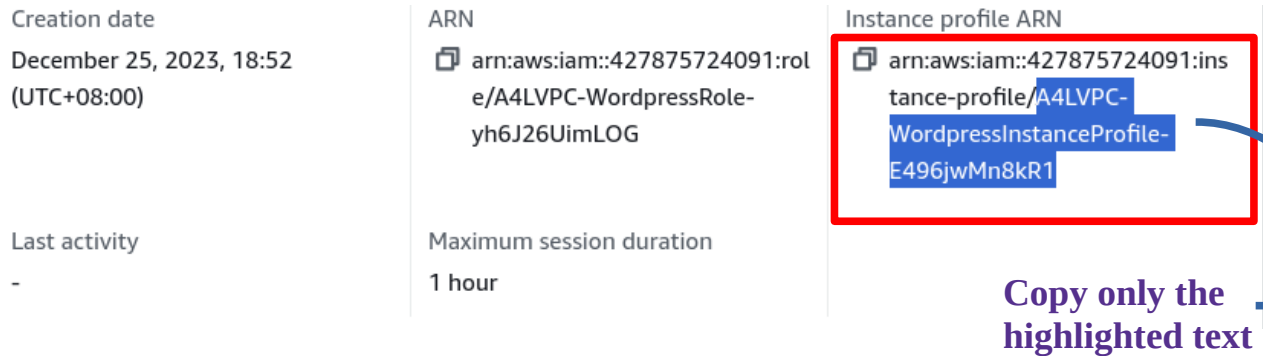 Creation date
December 25, 2023, 18:52
(UTC+08:00)
ARN
arn:aws:iam::427875724091:rol
e/A4LVPC-WordpressRole-
yh6J26UimLOG
Instance profile ARN
arn:aws:iam::427875724091:ins
tance-profile/A4LVPC-
WordpressInstanceProfile-
E496jwMn8kR1
Last activity
-
Maximum session duration
1 hour
Copy only the
highlighted text